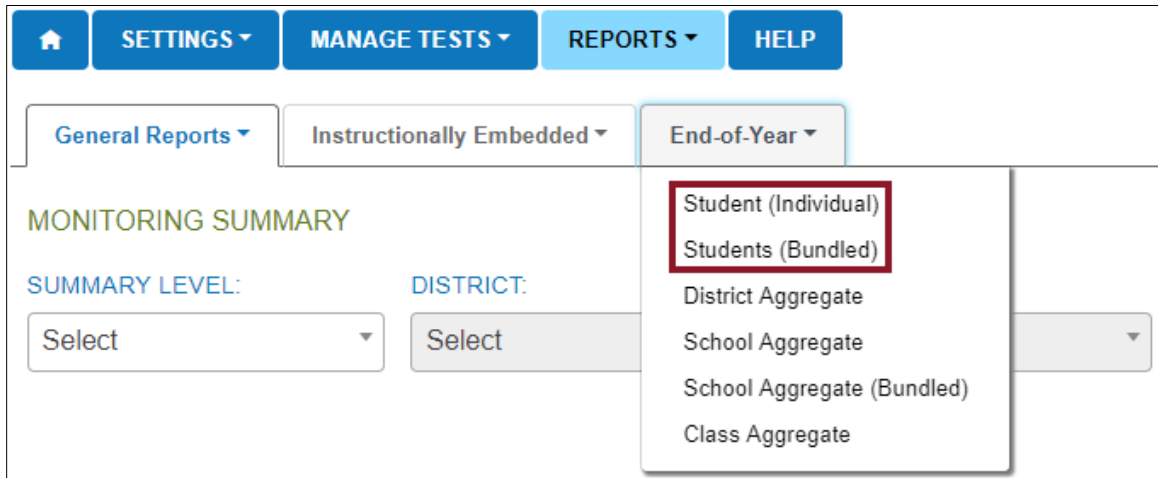 SETTINGS MANAGE TESTS REPORTS HELP
General Reports Instructionally Embedded End-of-Year
Student (Individual)
MONITORING SUMMARY
Students (Bundled)
SUMMARY LEVEL: DISTRICT:
District Aggregate
Select Select
School Aggregate
School Aggregate (Bundled)
Class Aggregate